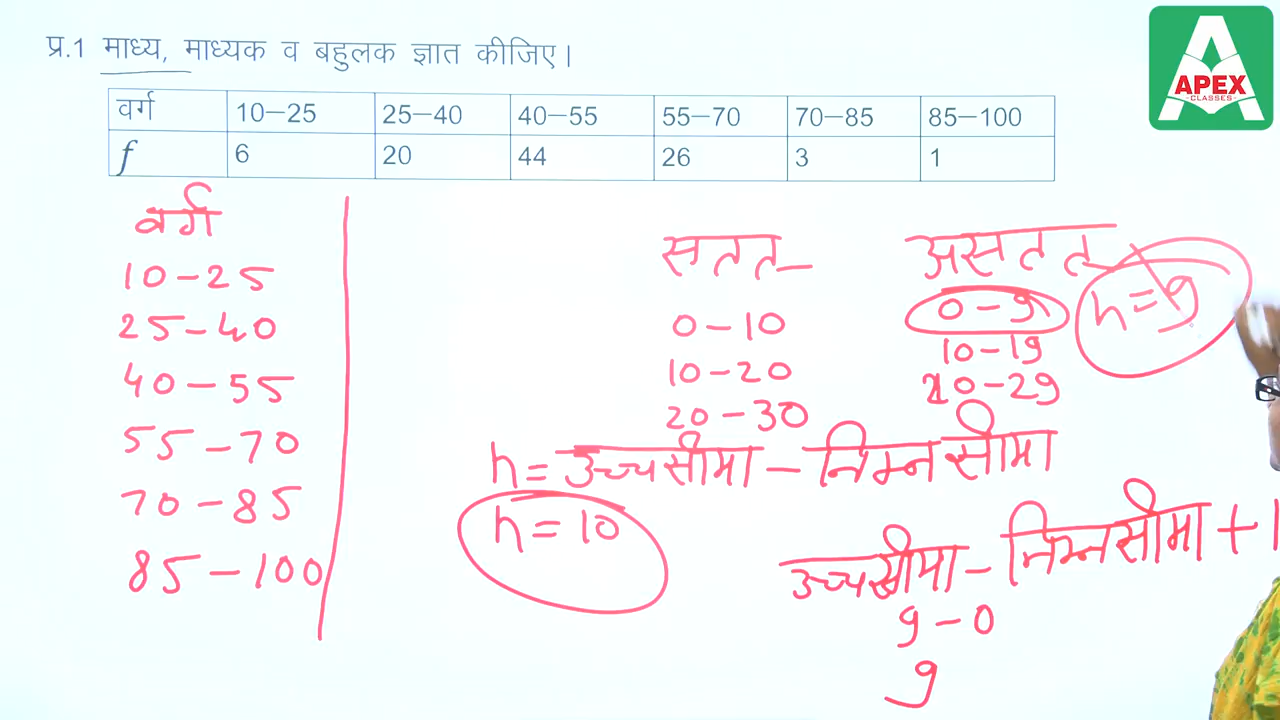 प्र.1 माध्य, माध्यक व बहुलक ज्ञात कीजिए।
APEX
CLASSES
वर्ग 10–25 25–40 40–55 55–70 70–85 85–100
f 6 20 44 26 3 1
वर्ग
10-25
25-40
40-55
55-70
70-85
85-100
सतत-
0-10
10-20
20-30
असतत-
0-9
10-19
20-29
h=9
h= उच्चसीमा - निम्नसीमा
h=10
उच्चसीमा - निम्नसीमा +1
9-0
9